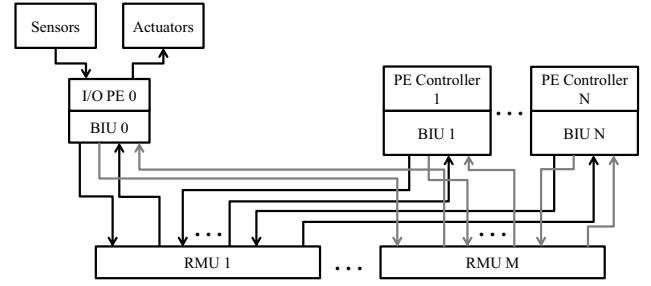 Sensors
Actuators
I/O PE 0
BIU 0
PE Controller
1
BIU 1
. . .
PE Controller
N
BIU N
. . .
. . .
RMU 1
. . .
RMU M